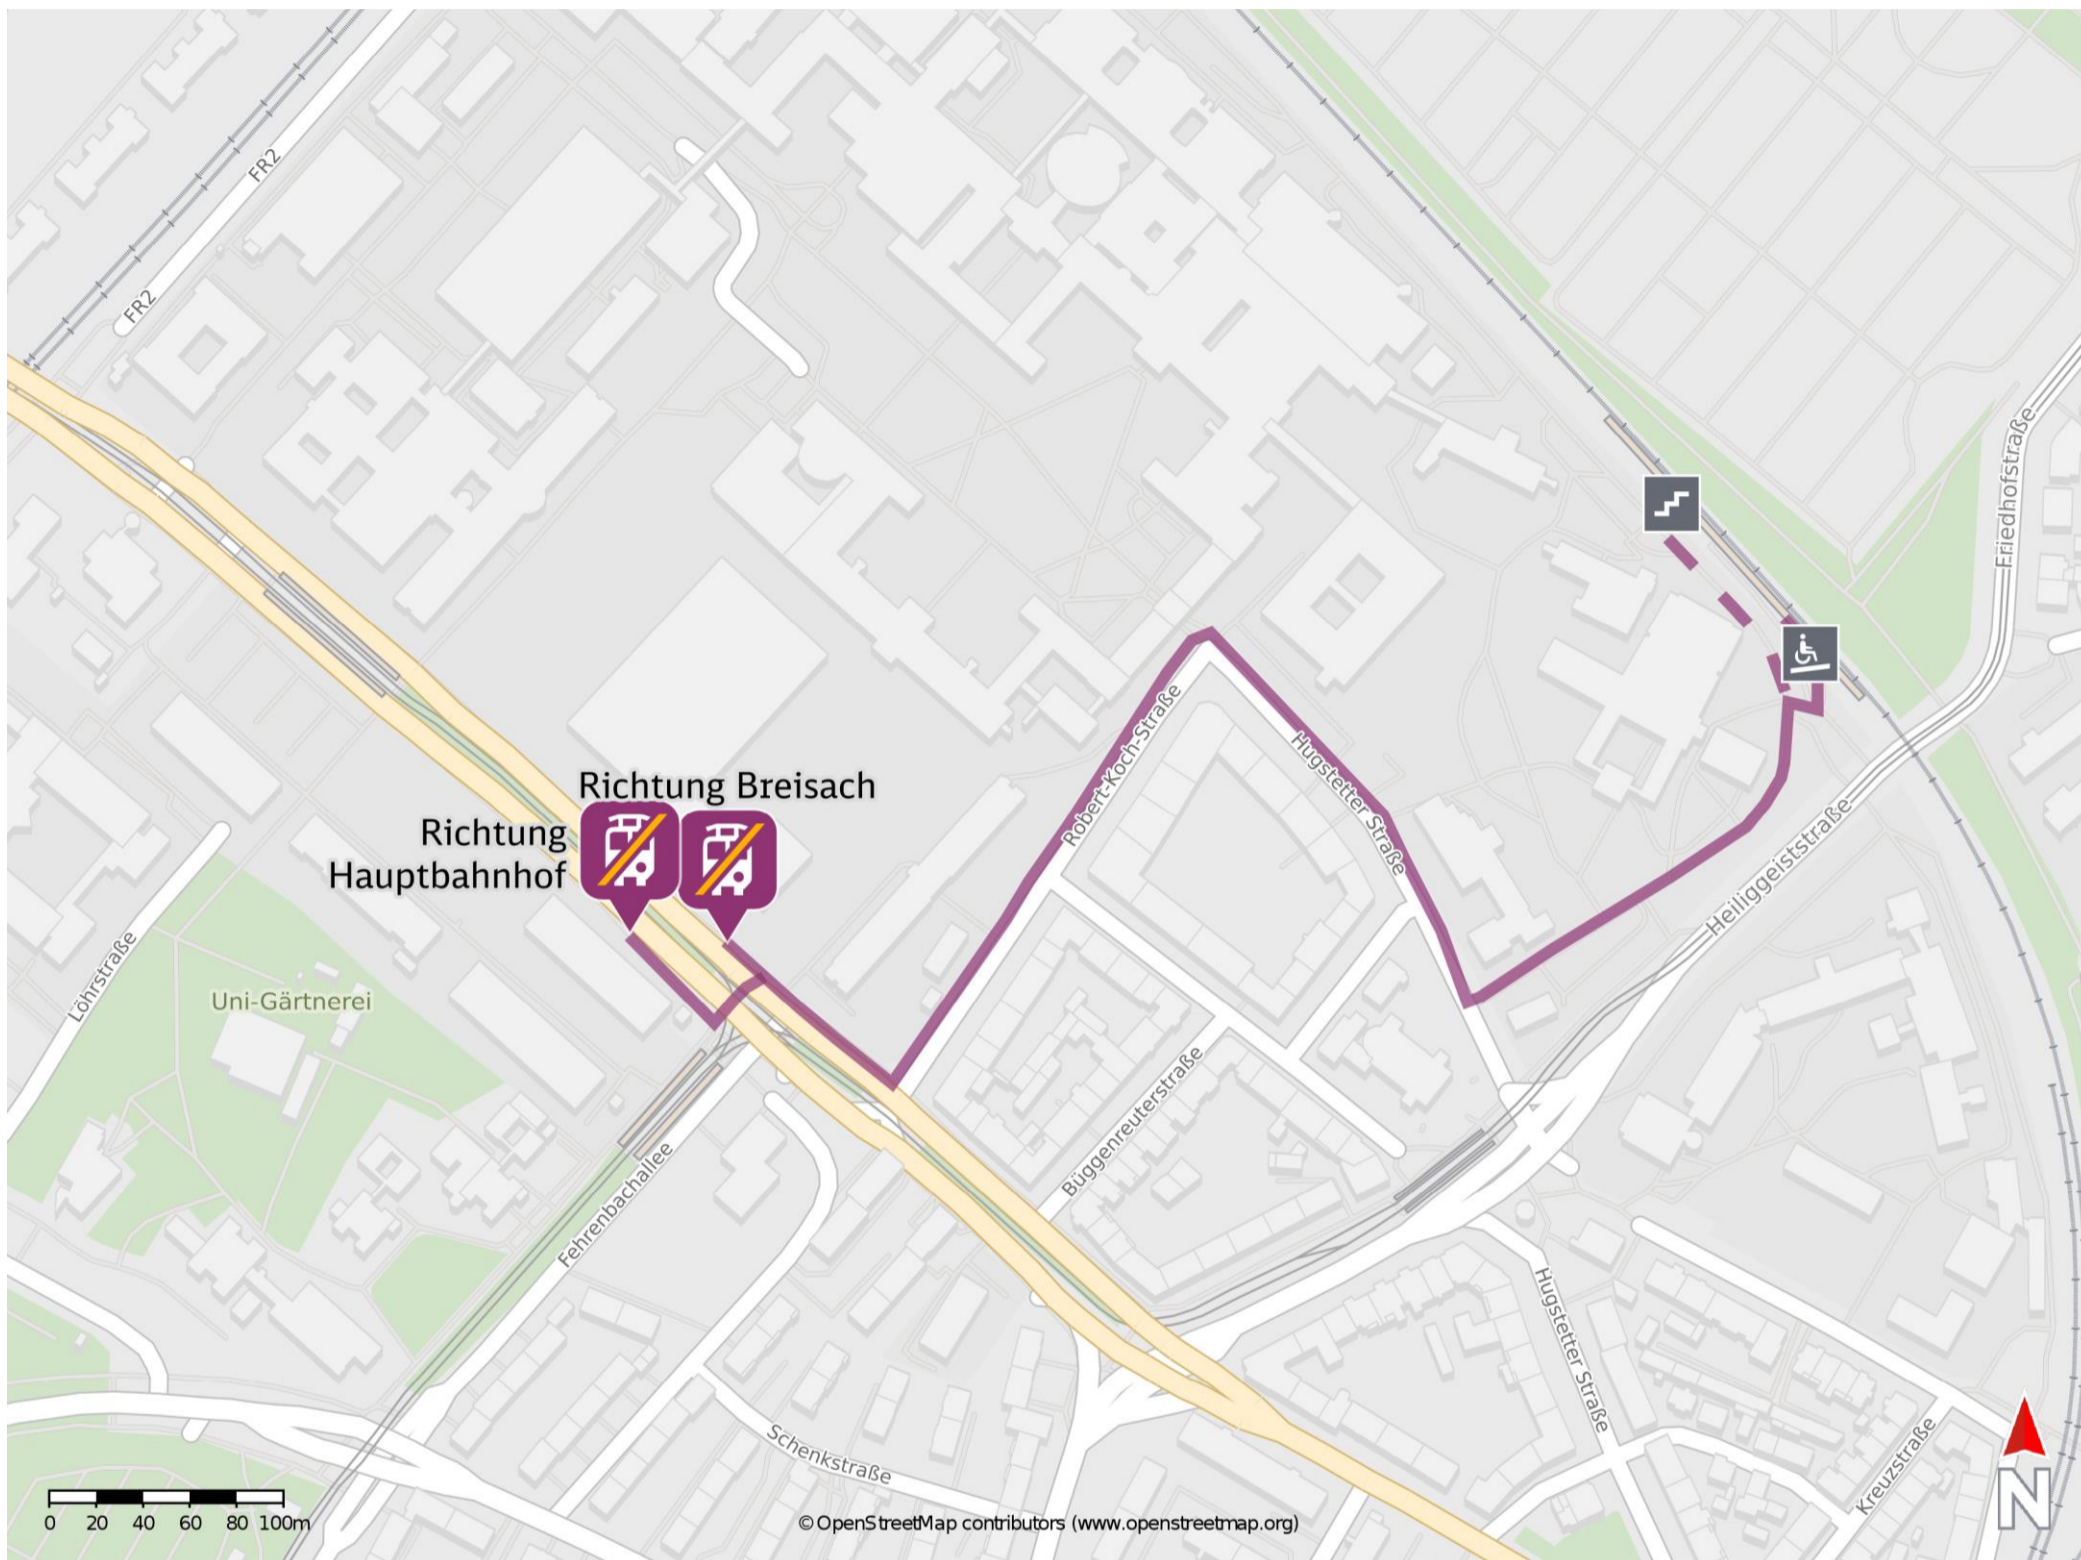 FR2
FR2
Friedhofstraße
Robert-Koch-Straße
Hugstetter Straße
Richtung Breisach
Richtung
Hauptbahnhof
Heiliggeiststraße
Löhrstraße
Uni-Gärtnerei
Büggenreuterstraße
Fehrenbachallee
Hugstetter Straße
Schenkstraße
Kreuzstraße
N
0 20 40 60 80 100m
© OpenStreetMap contributors (www.openstreetmap.org)